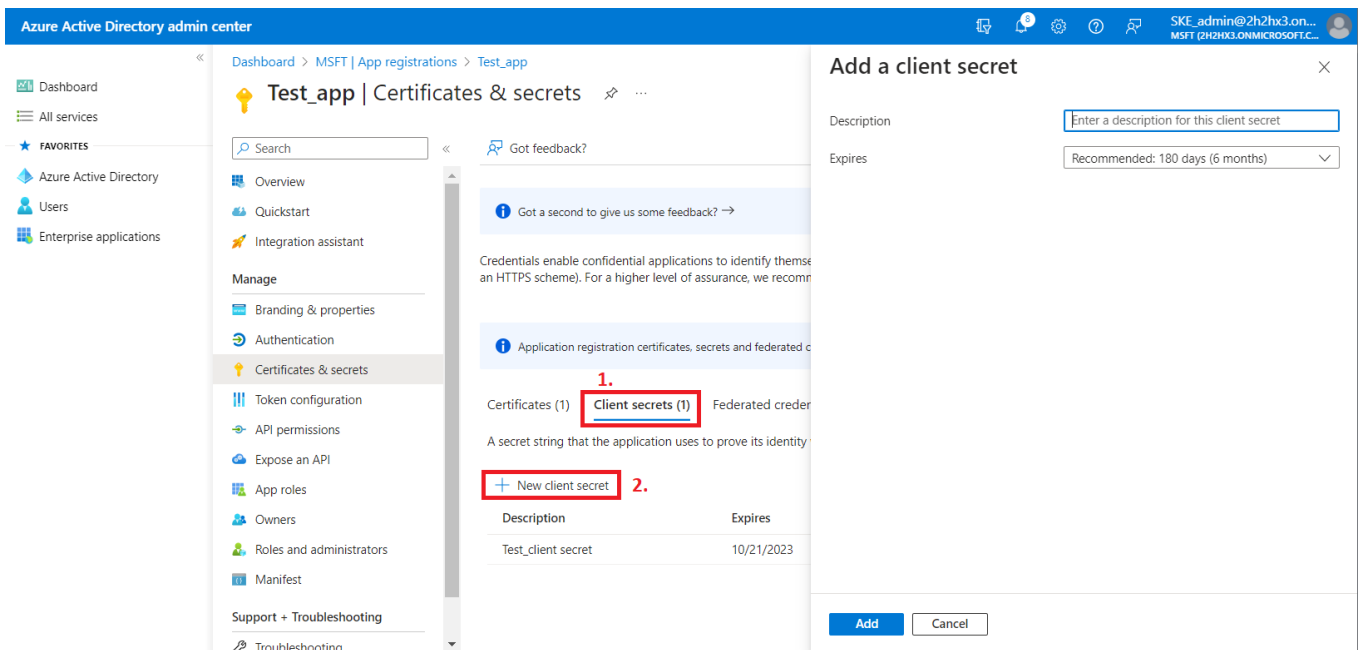 Azure Active Directory admin center
8
SKE_admin@2h2hx3.on...
MSFT (2H2HX3.ONMICROSOFT.C...
«
Dashboard
All services
FAVORITES
Azure Active Directory
Users
Enterprise applications
Dashboard > MSFT | App registrations > Test_app
Test_app | Certificates & secrets ...
Search
«
Overview
Quickstart
Integration assistant
Manage
Branding & properties
Authentication
Certificates & secrets
Token configuration
API permissions
Expose an API
App roles
Owners
Roles and administrators
Manifest
Support + Troubleshooting
Troubleshooting
Got feedback?
Got a second to give us some feedback? →
Credentials enable confidential applications to identify themse
an HTTPS scheme). For a higher level of assurance, we recomm
Application registration certificates, secrets and federated c
1.
Certificates (1) Client secrets (1) Federated creden
A secret string that the application uses to prove its identity
+ New client secret 2.
Description Expires
Test_client secret 10/21/2023
Add a client secret
Description Enter a description for this client secret
Expires Recommended: 180 days (6 months)
Add Cancel